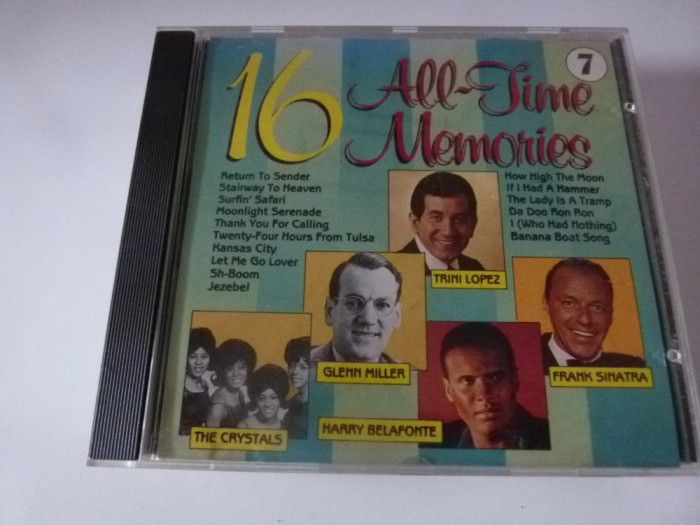 16 All-Time
Memories
7
Return To Sender
Stairway To Heaven
Surfin' Safari
Moonlight Serenade
Thank You For Calling
Twenty-Four Hours From Tulsa
Kansas City
Let Me Go Lover
Sh-Boom
Jezebel
How High The Moon
If I Had A Hammer
The Lady Is A Tramp
Da Doo Ron Ron
I (Who Had Nothing)
Banana Boat Song
TRINI LOPEZ
GLENN MILLER
FRANK SINATRA
THE CRYSTALS
HARRY BELAFONTE